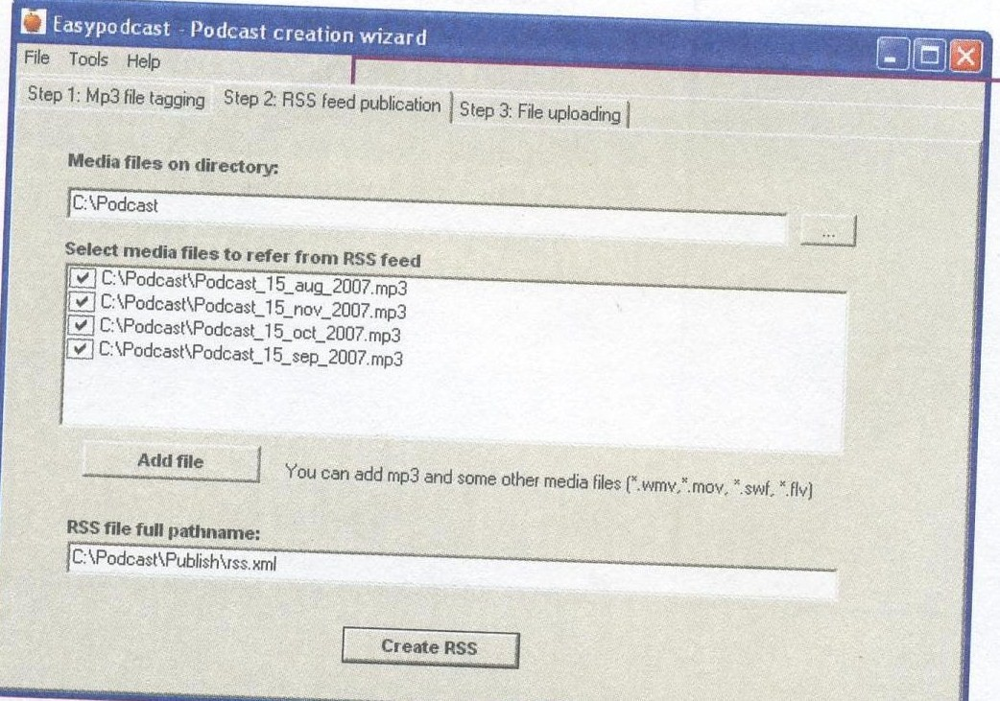 Easypodcast - Podcast creation wizard
File Tools Help
Step 1: Mp3 file tagging Step 2: RSS feed publication Step 3: File uploading
Media files on directory:
C:\Podcast
...
Select media files to refer from RSS feed
C:\Podcast\Podcast_15_aug_2007.mp3
C:\Podcast\Podcast_15_nov_2007.mp3
C:\Podcast\Podcast_15_oct_2007.mp3
C:\Podcast\Podcast_15_sep_2007.mp3
Add file
You can add mp3 and some other media files (*.wmv,*.mov, *.swf, *.flv)
RSS file full pathname:
C:\Podcast\Publish\rss.xml
Create RSS